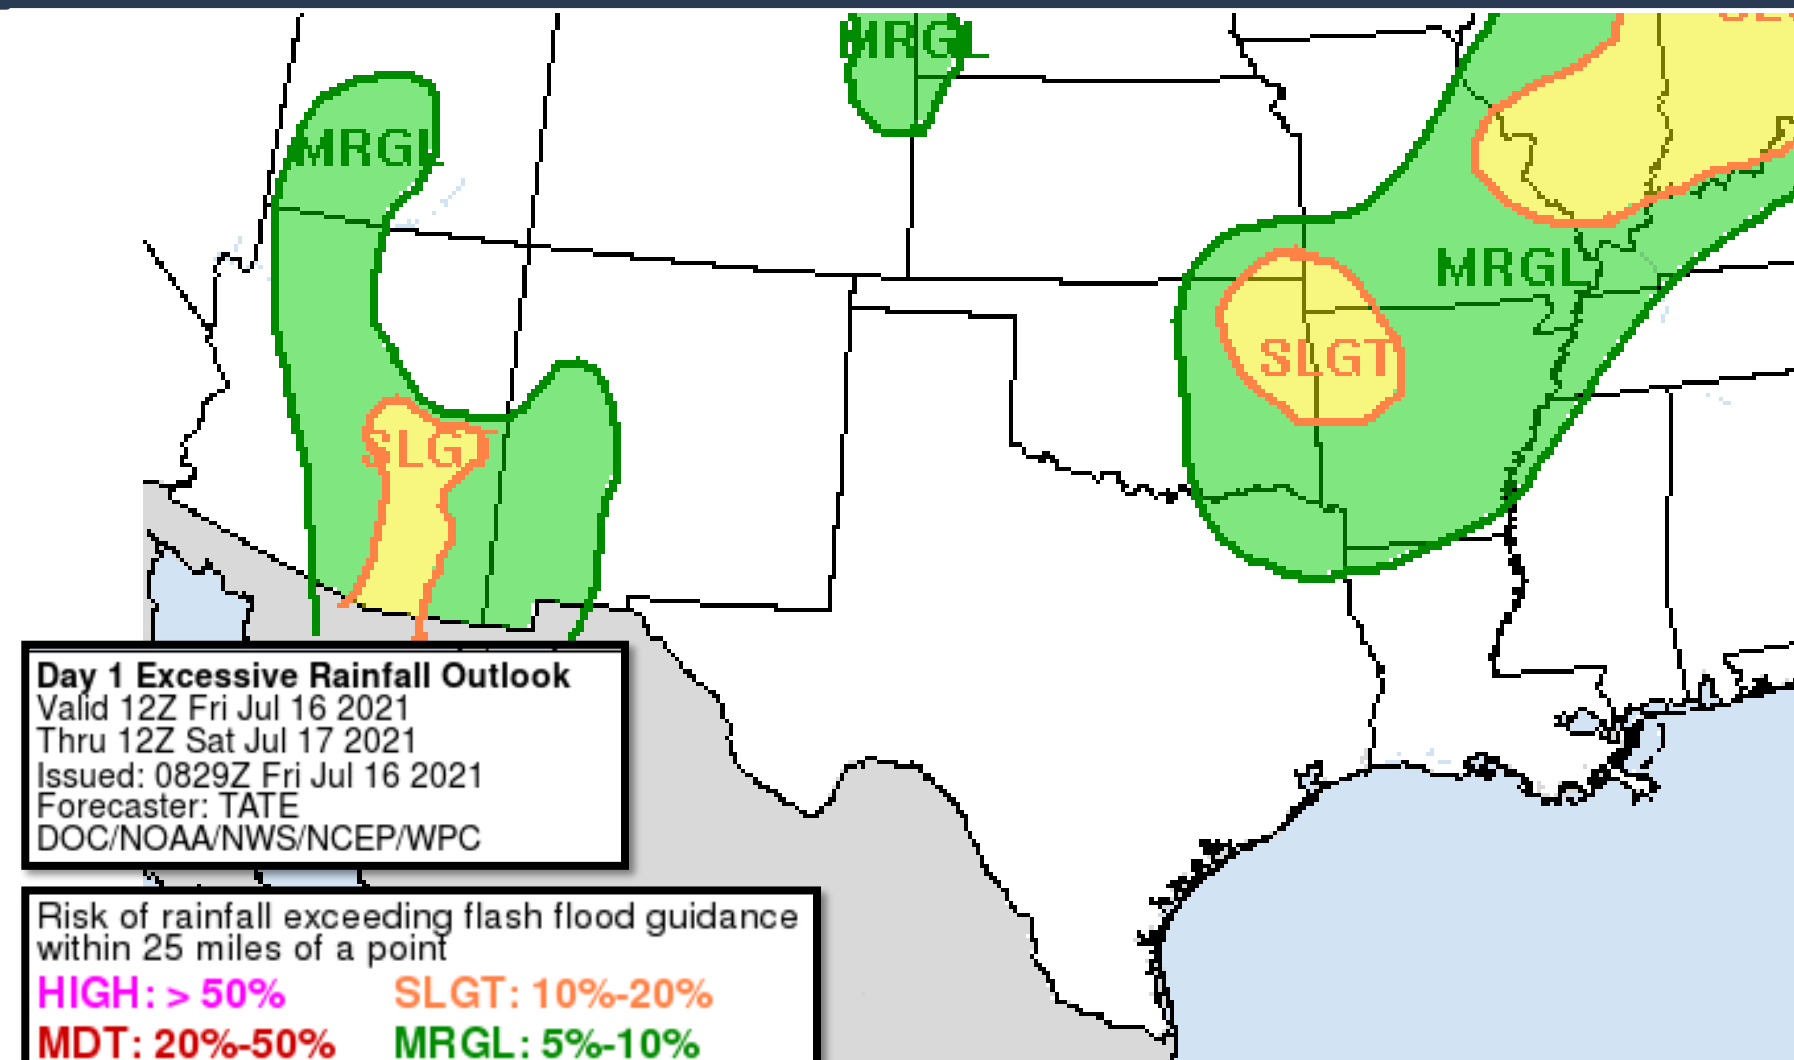 MRGL
SL
MRGL
MRGL
SLGT
SLGT
Day 1 Excessive Rainfall Outlook
Valid 12Z Fri Jul 16 2021
Thru 12Z Sat Jul 17 2021
Issued: 0829Z Fri Jul 16 2021
Forecaster: TATE
DOC/NOAA/NWS/NCEP/WPC
Risk of rainfall exceeding flash flood guidance
within 25 miles of a point
HIGH: > 50% SLGT: 10%-20%
MDT: 20%-50% MRGL: 5%-10%